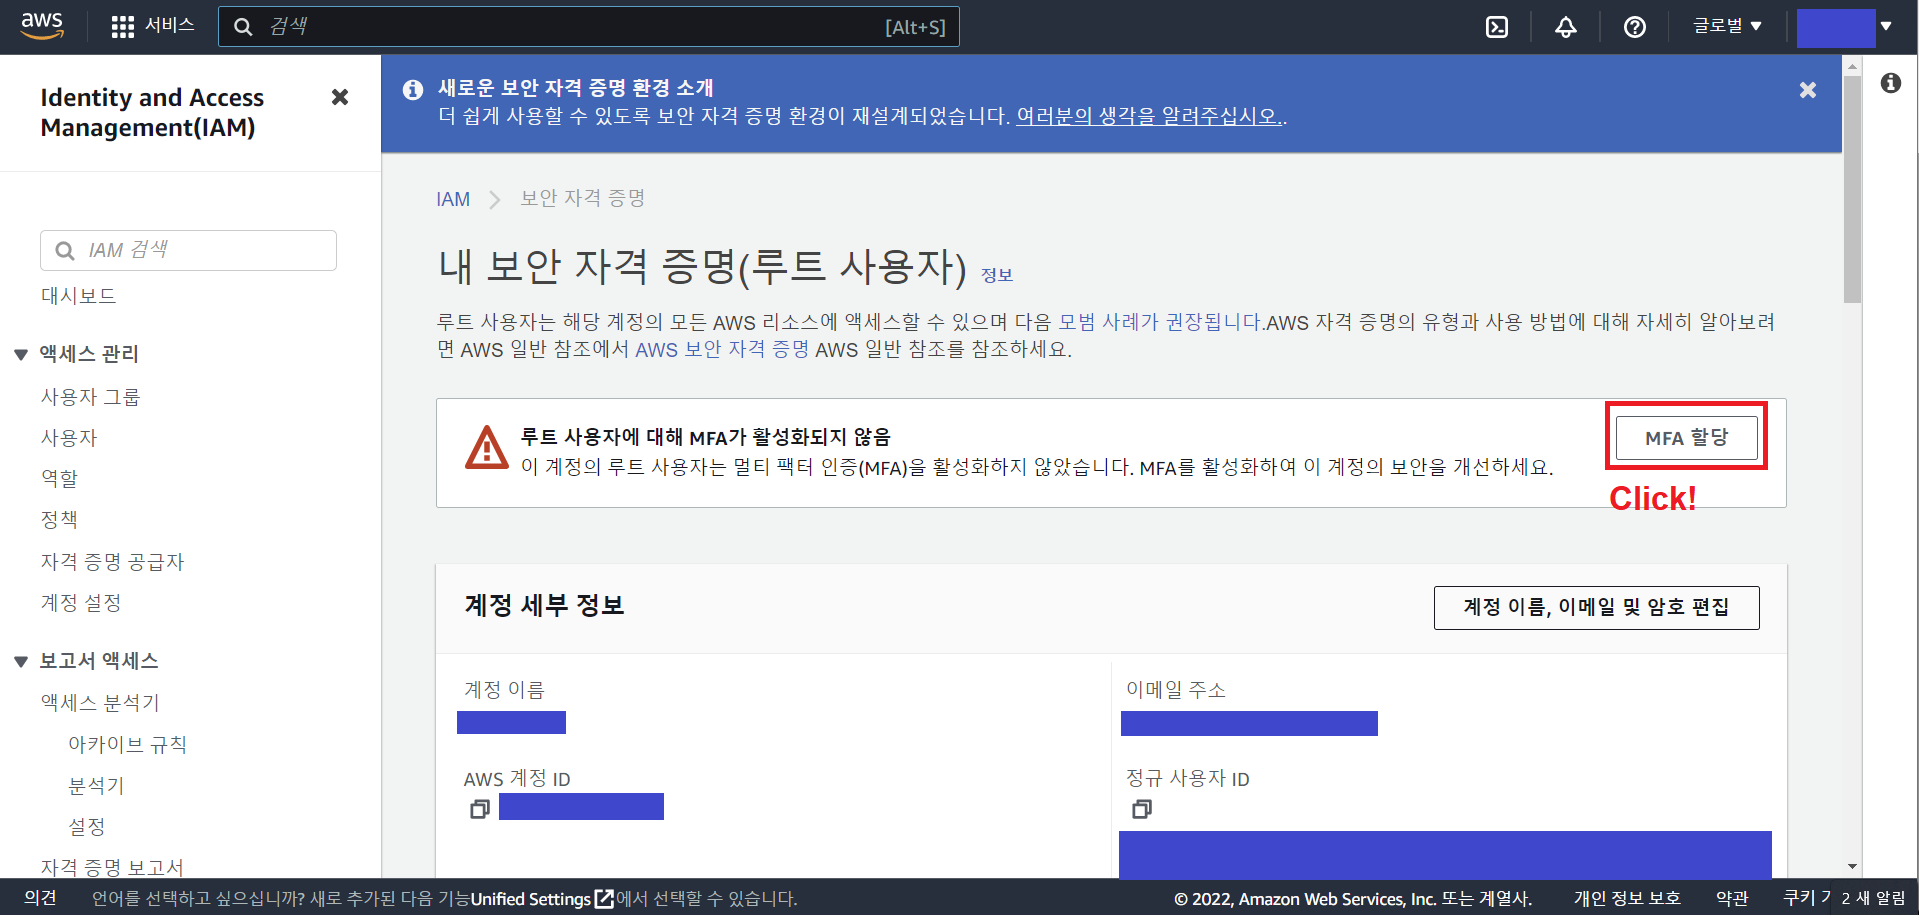 aws
서비스
검색
[Alt+S]
글로벌
Identity and Access
Management(IAM)
IAM 검색
대시보드
액세스 관리
사용자 그룹
사용자
역할
정책
자격 증명 공급자
계정 설정
보고서 액세스
액세스 분석기
아카이브 규칙
분석기
설정
자격 증명 보고서
새로운 보안 자격 증명 환경 소개
더 쉽게 사용할 수 있도록 보안 자격 증명 환경이 재설계되었습니다. 여러분의 생각을 알려주십시오..
IAM
보안 자격 증명
내 보안 자격 증명(루트 사용자) 정보
루트 사용자는 해당 계정의 모든 AWS 리소스에 액세스할 수 있으며 다음 모범 사례가 권장됩니다.AWS 자격 증명의 유형과 사용 방법에 대해 자세히 알아보려
면 AWS 일반 참조에서 AWS 보안 자격 증명 AWS 일반 참조를 참조하세요.
루트 사용자에 대해 MFA가 활성화되지 않음
이 계정의 루트 사용자는 멀티 팩터 인증(MFA)을 활성화하지 않았습니다. MFA를 활성화하여 이 계정의 보안을 개선하세요.
MFA 할당
Click!
계정 세부 정보
계정 이름, 이메일 및 암호 편집
계정 이름
이메일 주소
AWS 계정 ID
정규 사용자 ID
의견
언어를 선택하고 싶으십니까? 새로 추가된 다음 기능Unified Settings에서 선택할 수 있습니다.
© 2022, Amazon Web Services, Inc. 또는 계열사.
개인 정보 보호
약관
쿠키
2 새 알림